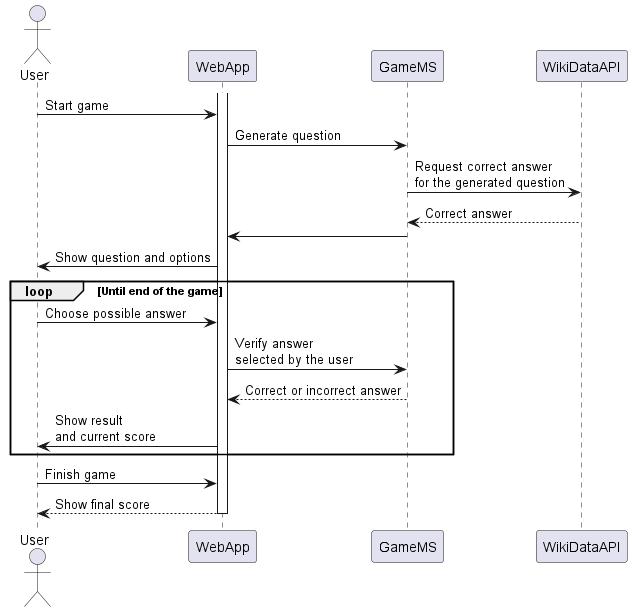 User
WebApp
GameMS
WikiDataAPI
Start game
Generate question
Request correct answer
for the generated question
Correct answer
Show question and options
loop
[Until end of the game]
Choose possible answer
Verify answer
selected by the user
Correct or incorrect answer
Show result
and current score
Finish game
Show final score
User
WebApp
GameMS
WikiDataAPI